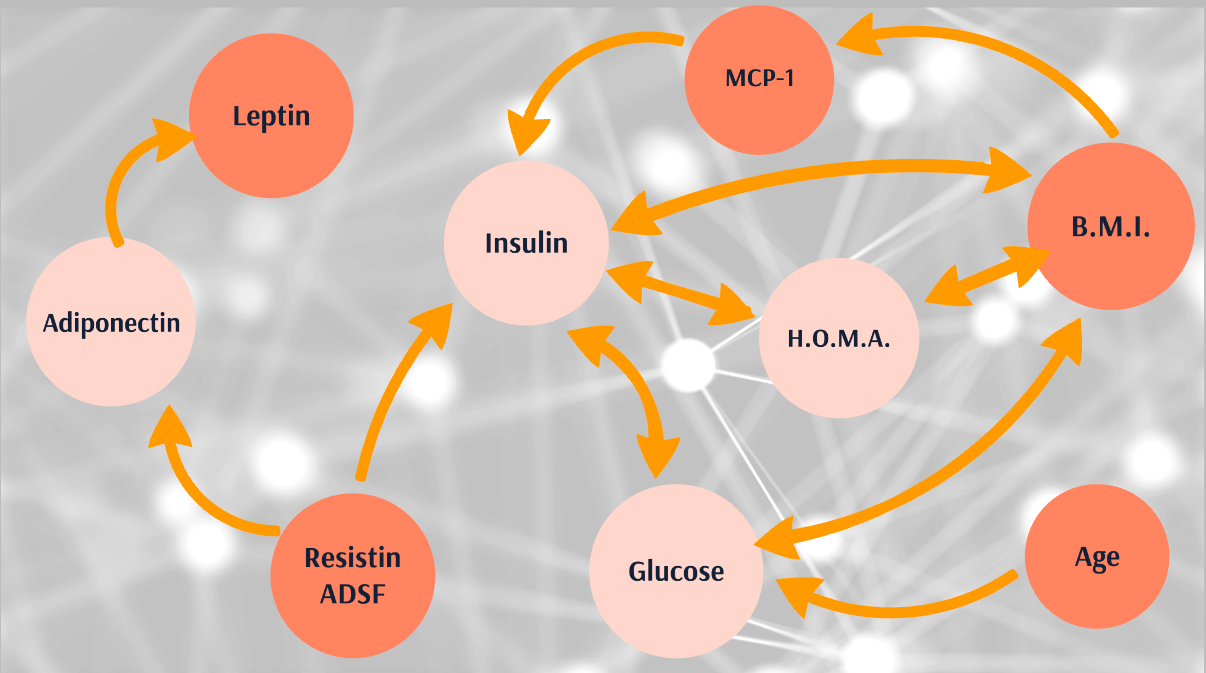 MCP-1
Leptin
Insulin
B.M.I.
Adiponectin
H.O.M.A.
Resistin
ADSF
Glucose
Age